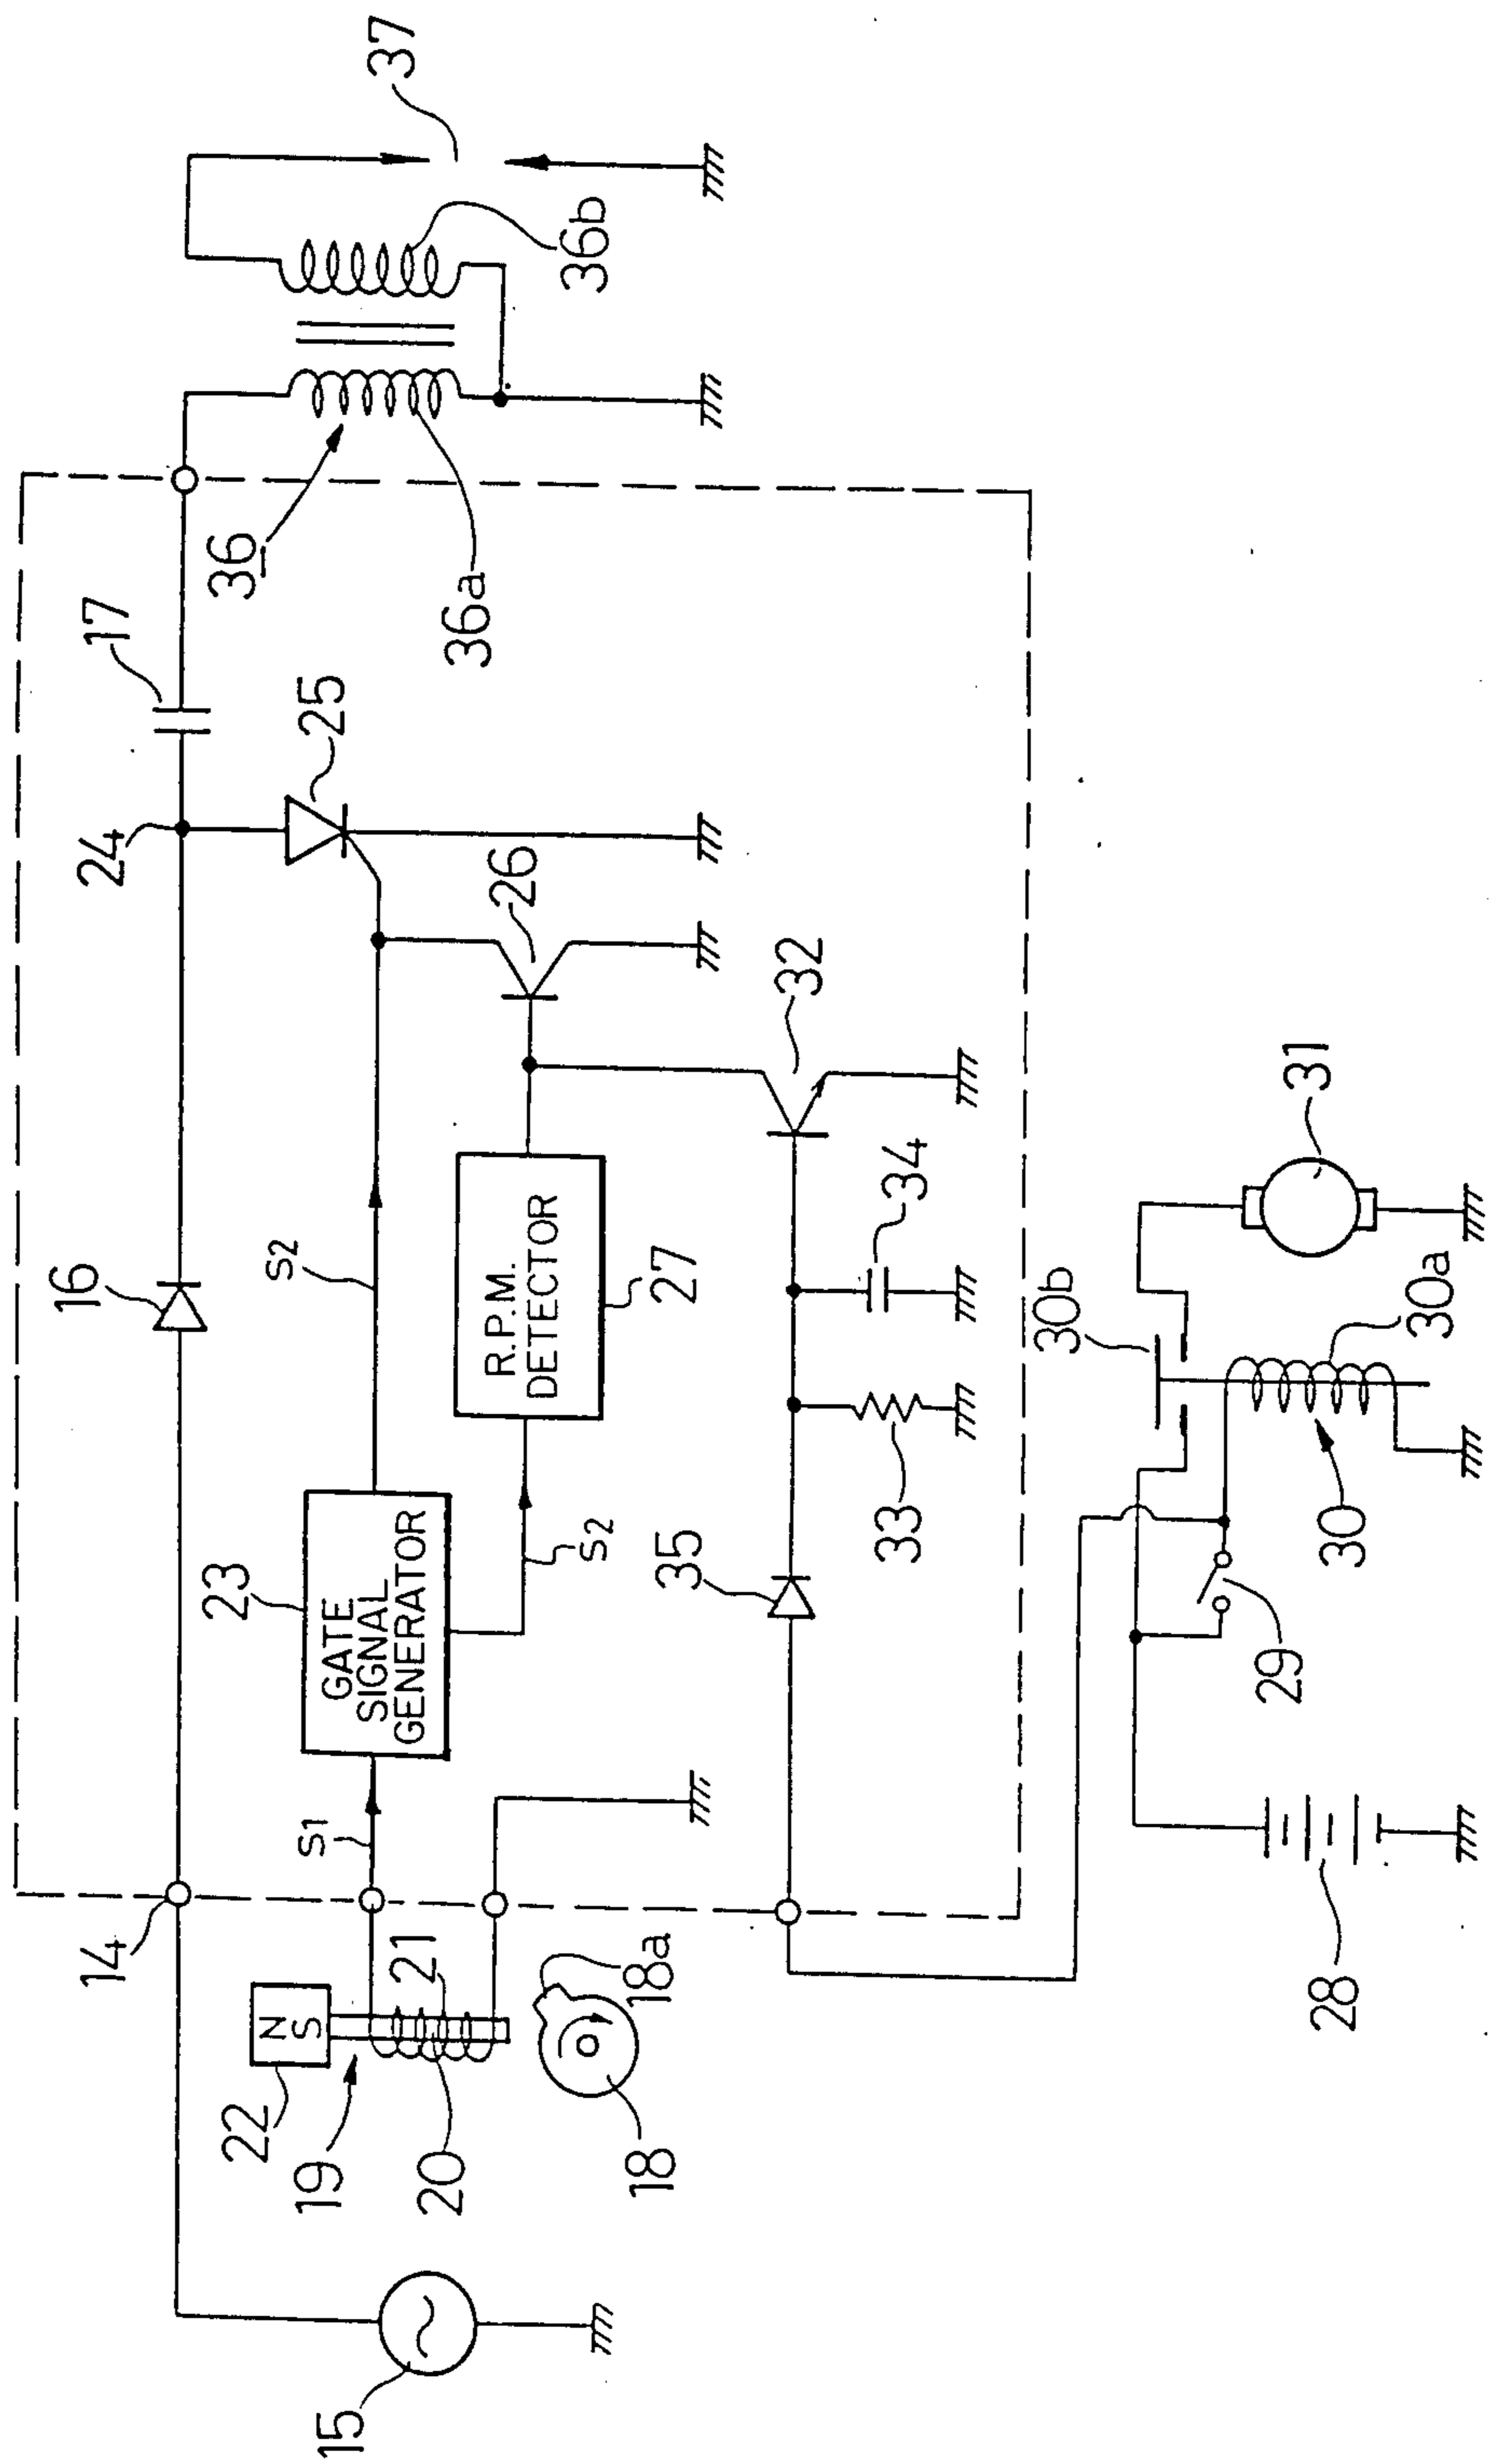 14
16
24
17
37
22
N
S
19
20
21
S1
23
GATE
SIGNAL
GENERATOR
S2
25
36
36a
36b
15
18
18a
S2
R.P.M.
DETECTOR
27
26
35
33
34
32
28
29
30
30b
30a
31